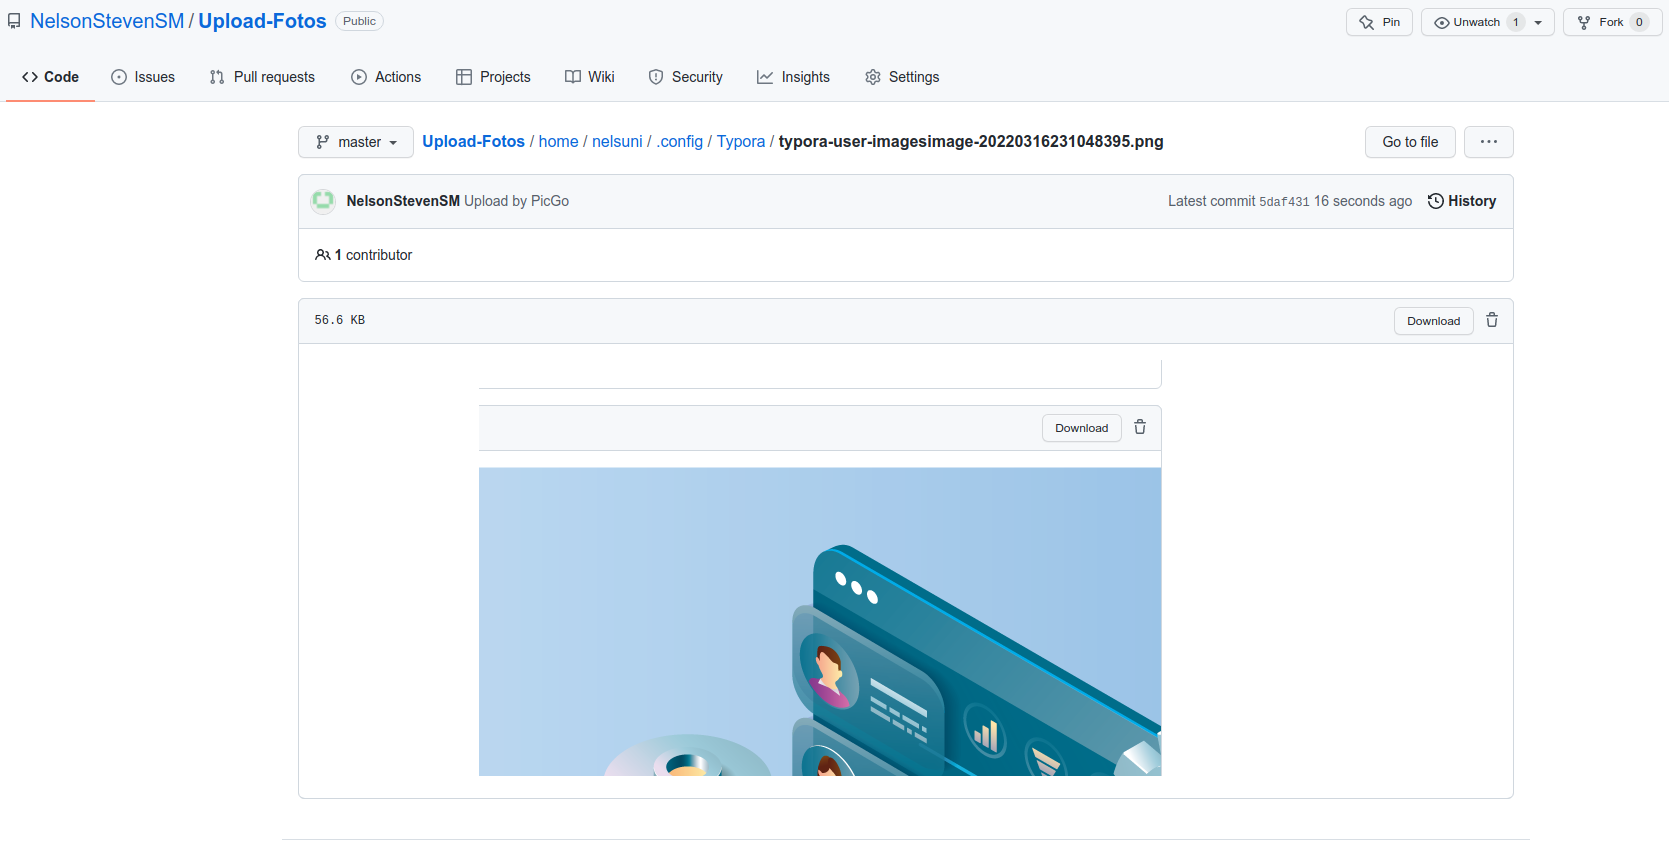 NelsonStevenSM / Upload-Fotos Public Pin Unwatch 1 Fork 0
Code Issues Pull requests Actions Projects Wiki Security Insights Settings
master Upload-Fotos / home / nelsuni / .config / Typora / typora-user-imagesimage-20220316231048395.png Go to file ...
NelsonStevenSM Upload by PicGo Latest commit 5daf431 16 seconds ago History
1 contributor
56.6 KB Download
Download